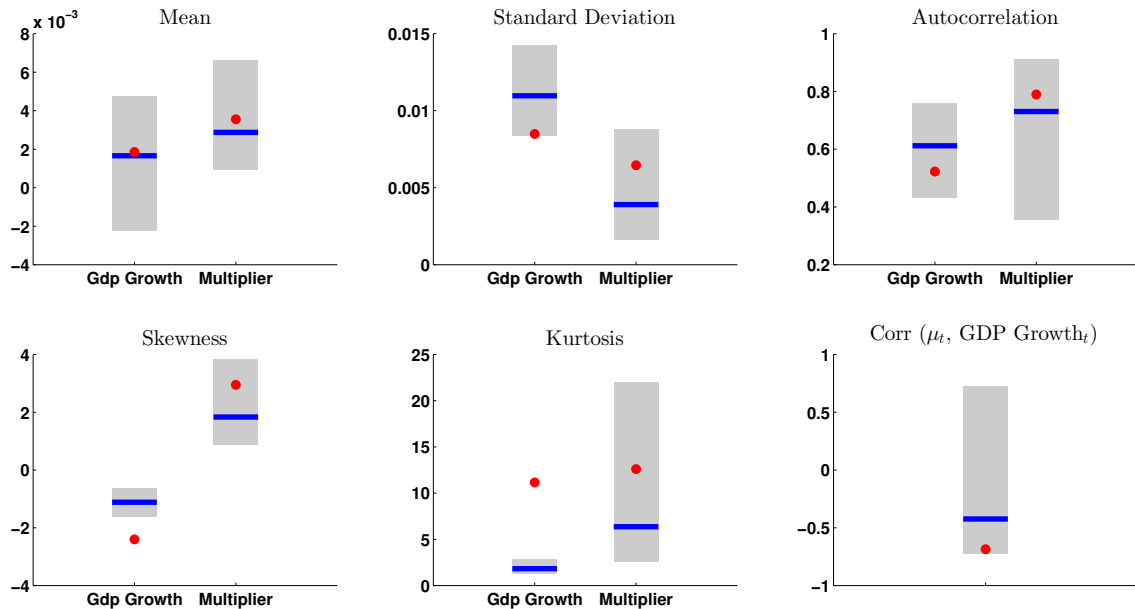 Mean
x 10−3
8
6
4
2
0
−2
−4
Gdp Growth Multiplier
Standard Deviation
0.015
0.01
0.005
0
Gdp Growth Multiplier
Autocorrelation
1
0.8
0.6
0.4
0.2
Gdp Growth Multiplier
Skewness
4
2
0
−2
−4
Gdp Growth Multiplier
Kurtosis
25
20
15
10
5
0
Gdp Growth Multiplier
Corr (μt, GDP Growtht)
1
0.5
0
−0.5
−1